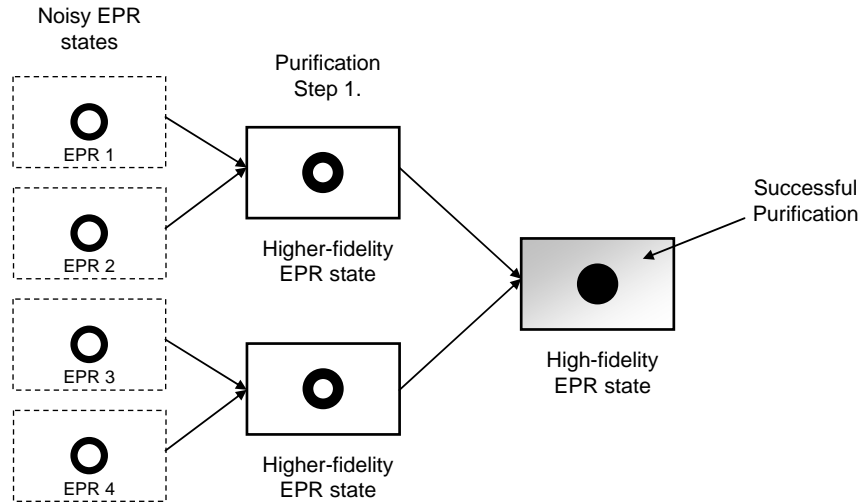 Noisy EPR
states
EPR 1
EPR 2
EPR 3
EPR 4
Purification
Step 1.
Higher-fidelity
EPR state
Higher-fidelity
EPR state
Successful
Purification
High-fidelity
EPR state